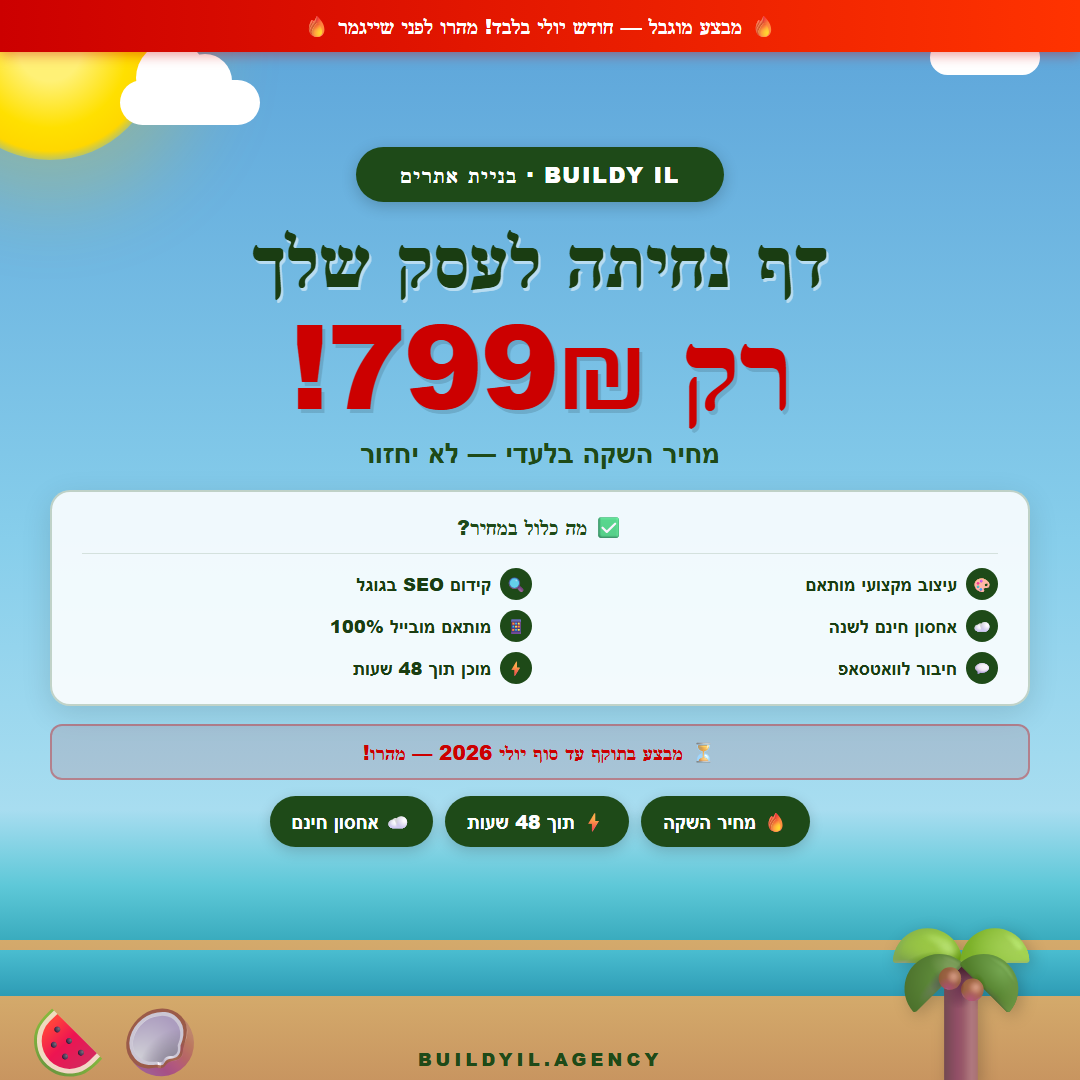 🔥 מבצע מוגבל — חודש יולי בלבד! מהרו לפני שייגמר 🔥
BUILDY IL · בניית אתרים
דף נחיתה לעסק שלך
רק ₪799!
מחיר השקה בלעדי — לא יחזור
✅ מה כלול במחיר?
עיצוב מקצועי מותאם
קידום SEO בגוגל
אחסון חינם לשנה
מותאם מובייל 100%
חיבור לוואטסאפ
מוכן תוך 48 שעות
⏳ מבצע בתוקף עד סוף יולי 2026 — מהרו!
🔥 מחיר השקה
⚡ תוך 48 שעות
☁️ אחסון חינם
BUILDYIL.AGENCY